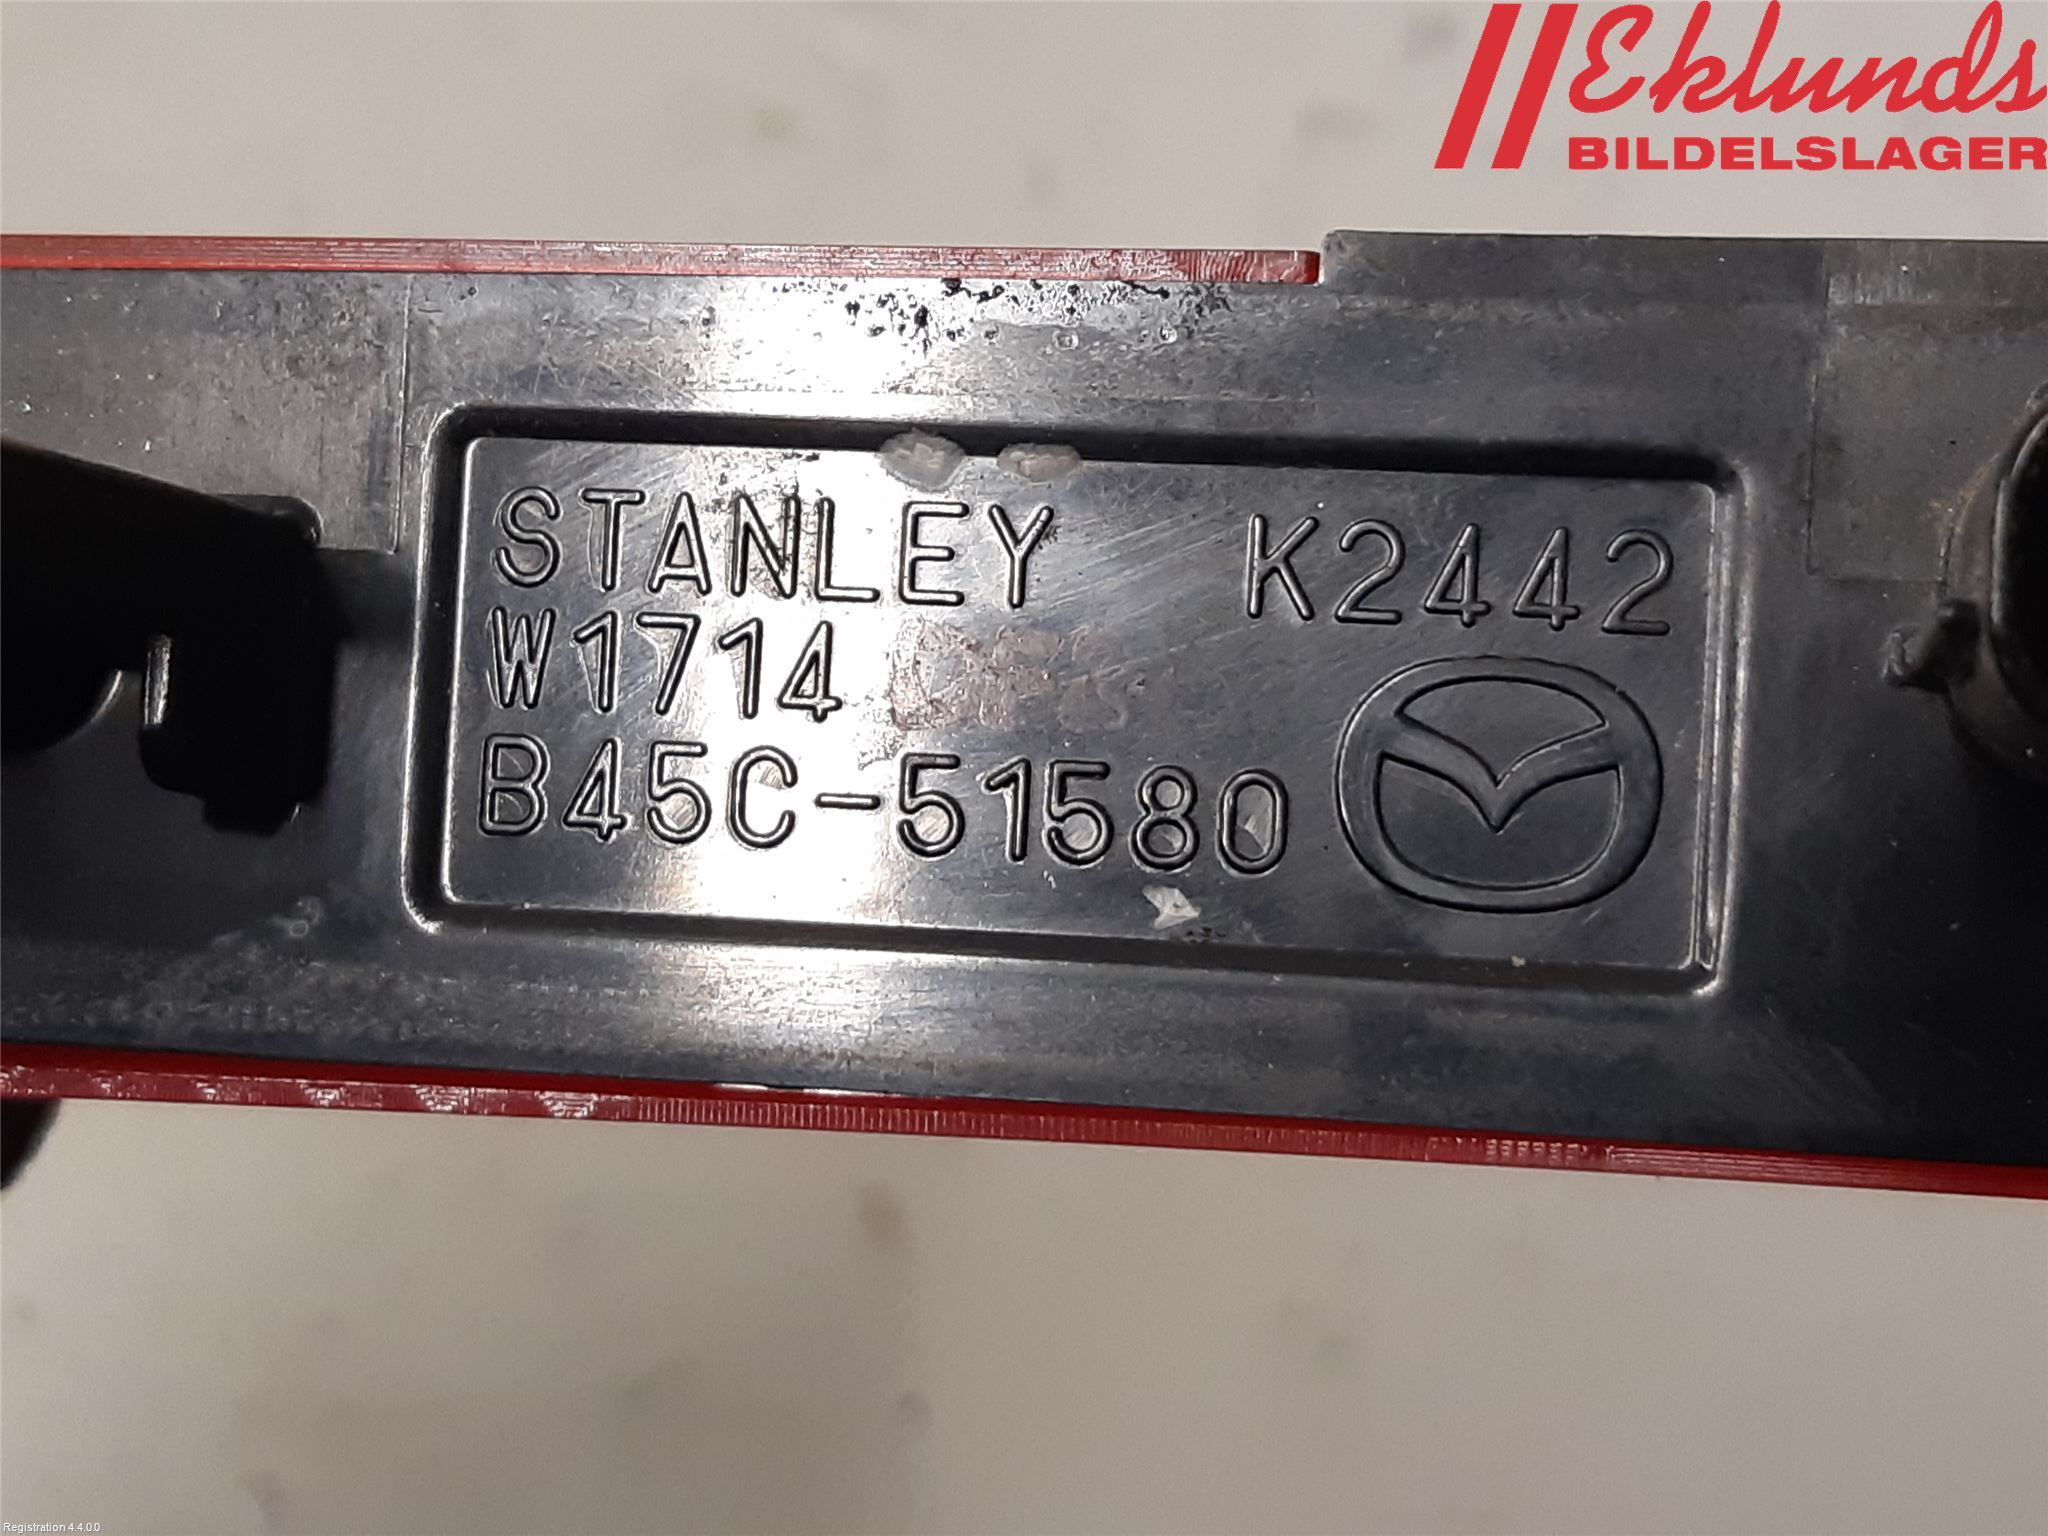 Eklunds
BILDELSLAGER
STANLEY K2442
W1714
B45C-51580
Registration 4.4.0.0